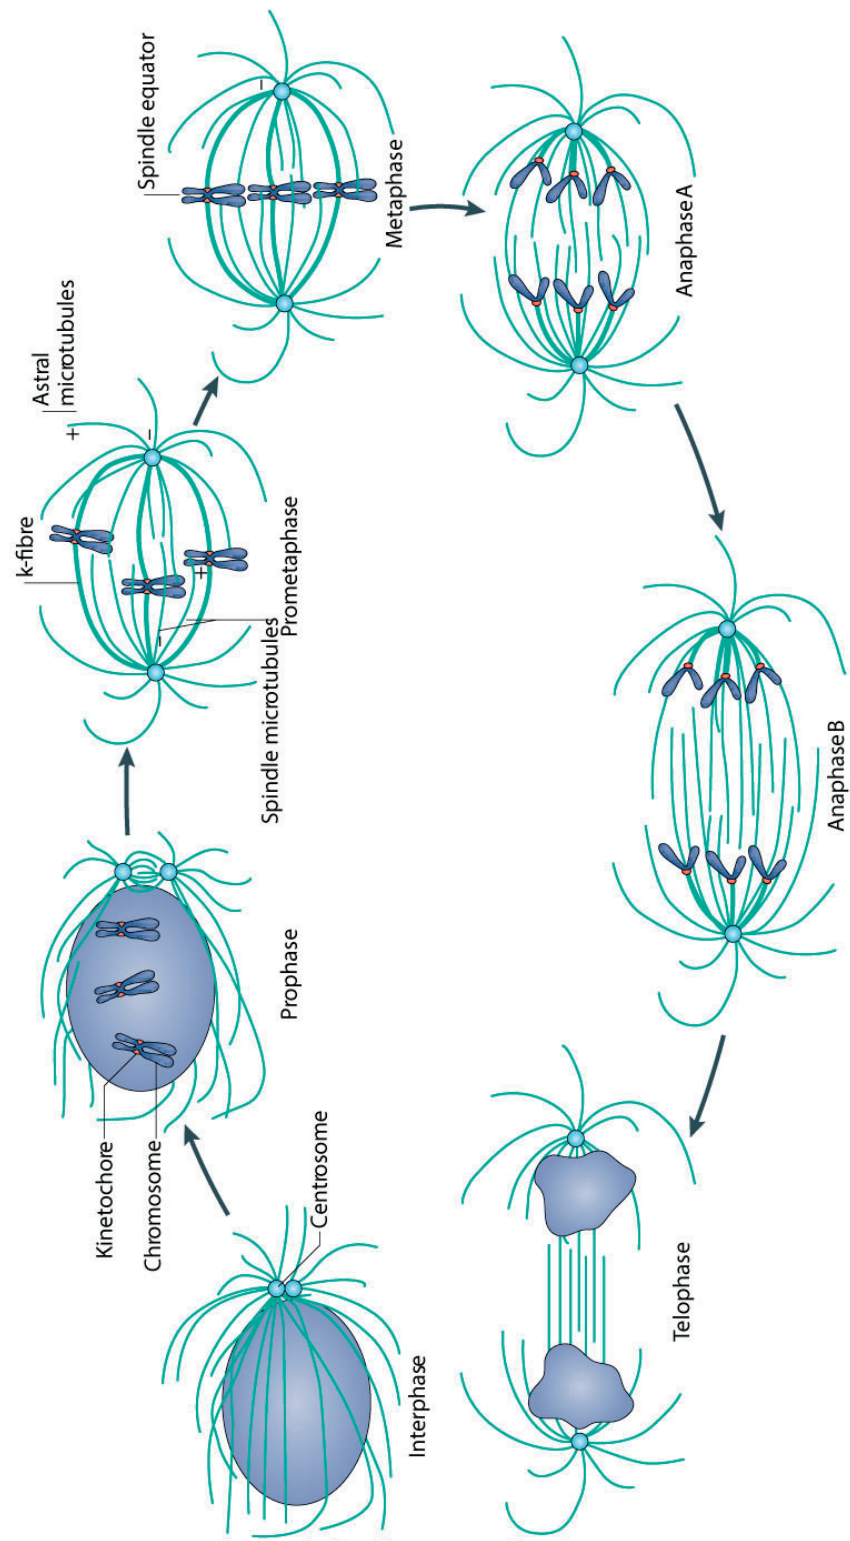 Interphase
Centrosome
Kinetochore
Chromosome
Prophase
k-fibre
Astral
microtubules
+
−
+
−
Spindle microtubules
Prometaphase
Spindle equator
−
Metaphase
Anaphase A
Anaphase B
Telophase